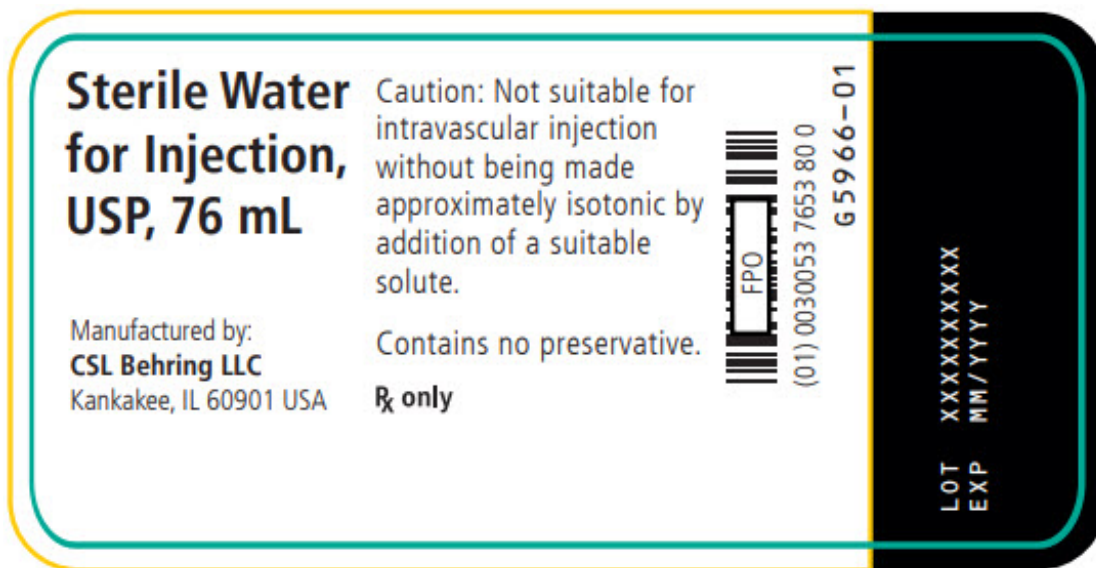 Sterile Water
for Injection,
USP, 76 mL
Manufactured by:
CSL Behring LLC
Kankakee, IL 60901 USA
Caution: Not suitable for
intravascular injection
without being made
approximately isotonic by
addition of a suitable
solute.
Contains no preservative.
℞ only
FPO
(01) 0030053 7653 80 0
G5966-01
LOT XXXXXXXXXX
EXP MM/YYYY